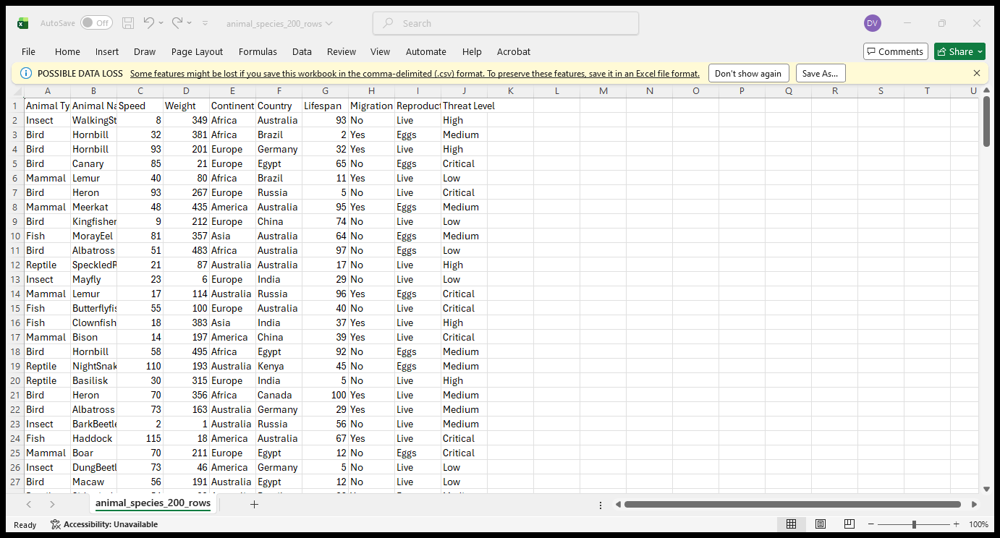 AutoSave Off animal_species_200_rows Search DV
File Home Insert Draw Page Layout Formulas Data Review View Automate Help Acrobat Comments Share
POSSIBLE DATA LOSS Some features might be lost if you save this workbook in the comma-delimited (.csv) format. To preserve these features, save it in an Excel file format. Don't show again Save As...
A B C D E F G H I J K L M N O P Q R S T U
1 Animal Ty Animal Na Speed Weight Continent Country Lifespan Migration Reproduct Threat Level
2 Insect WalkingSt 8 349 Africa Australia 93 No Live High
3 Bird Hornbill 32 381 Africa Brazil 2 Yes Eggs Medium
4 Bird Hornbill 93 201 Europe Germany 32 Yes Live High
5 Bird Canary 85 21 Europe Egypt 65 No Eggs Critical
6 Mammal Lemur 40 80 Africa Brazil 11 Yes Live Low
7 Bird Heron 93 267 Europe Russia 5 No Live Critical
8 Mammal Meerkat 48 435 America Australia 95 Yes Eggs Medium
9 Bird Kingfisher 9 212 Europe China 74 No Live Low
10 Fish MorayEel 81 357 Asia Australia 64 No Eggs Medium
11 Bird Albatross 51 483 Africa Australia 97 No Eggs Low
12 Reptile SpeckledR 21 87 Australia Australia 17 No Live High
13 Insect Mayfly 23 6 Europe India 29 No Live Low
14 Mammal Lemur 17 114 Australia Russia 96 Yes Eggs Critical
15 Fish Butterflyfis 55 100 Europe Australia 40 No Live Critical
16 Fish Clownfish 18 383 Asia India 37 Yes Live High
17 Mammal Bison 14 197 America China 39 Yes Live Critical
18 Bird Hornbill 58 495 Africa Egypt 92 No Eggs Medium
19 Reptile NightSnak 110 193 Australia Kenya 45 No Eggs Medium
20 Reptile Basilisk 30 315 Europe India 5 No Live High
21 Bird Heron 70 356 Africa Canada 100 Yes Live Medium
22 Bird Albatross 73 163 Australia Germany 29 Yes Live Medium
23 Insect BarkBeetle 2 1 Australia Russia 56 No Live Medium
24 Fish Haddock 115 18 America Australia 67 Yes Live Critical
25 Mammal Boar 70 211 Europe Egypt 12 No Eggs Critical
26 Insect DungBeetl 73 46 America Germany 5 No Live Low
27 Bird Macaw 56 191 Australia Egypt 12 No Live Low
animal_species_200_rows
Ready Accessibility: Unavailable 100%